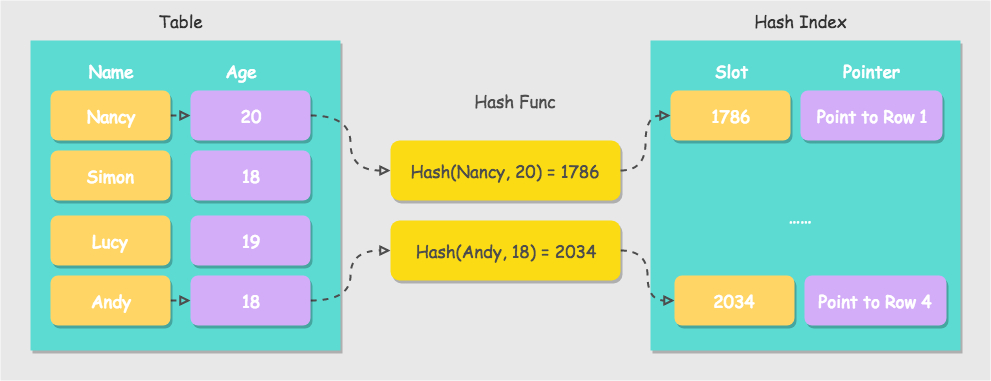 Table
Hash Index
Name
Age
Slot
Pointer
Nancy
20
Hash Func
1786
Point to Row 1
Simon
18
Hash(Nancy, 20) = 1786
Lucy
19
......
Hash(Andy, 18) = 2034
Andy
18
2034
Point to Row 4